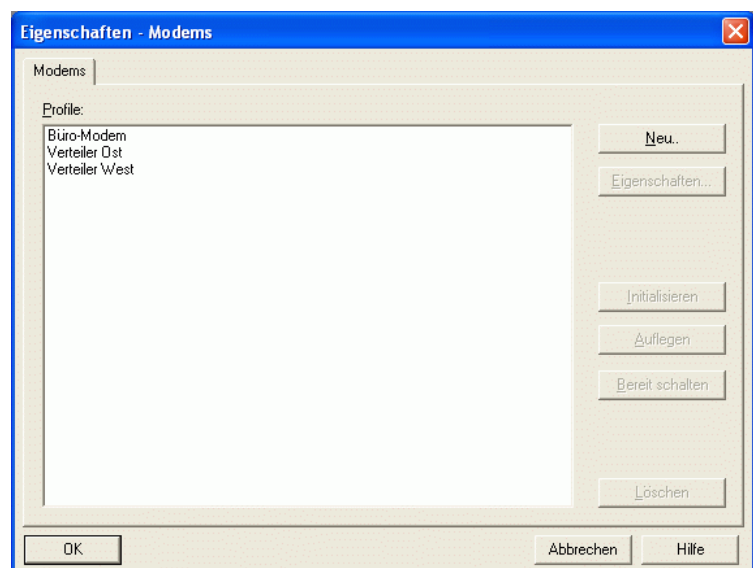 Eigenschaften - Modems
Modems
Profile:
Büro-Modem
Verteiler Ost
Verteiler West
Neu..
Eigenschaften...
Initialisieren
Auflegen
Bereit schalten
Löschen
OK
Abbrechen
Hilfe